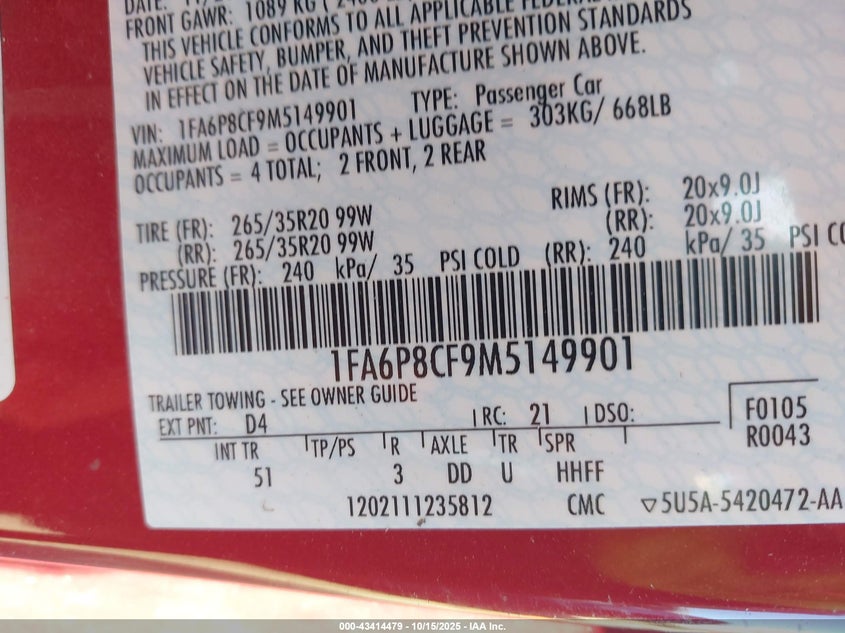 DATE:
FRONT GAWR: 1089 KG
THIS VEHICLE CONFORMS TO ALL APPLICABLE FEDERAL
VEHICLE SAFETY, BUMPER, AND THEFT PREVENTION STANDARDS
IN EFFECT ON THE DATE OF MANUFACTURE SHOWN ABOVE.
VIN: 1FA6P8CF9M5149901 TYPE: Passenger Car
MAXIMUM LOAD = OCCUPANTS + LUGGAGE = 303KG/ 668LB
OCCUPANTS = 4 TOTAL; 2 FRONT, 2 REAR
TIRE (FR): 265/35R20 99W RIMS (FR): 20x9.0J
(RR): 265/35R20 99W (RR): 20x9.0J
PRESSURE (FR): 240 kPa/ 35 PSI COLD (RR): 240 kPa/ 35 PSI
1FA6P8CF9M5149901
TRAILER TOWING - SEE OWNER GUIDE
EXT PNT: D4 RC: 21 DSO: F0105
R0043
INT TR TP/PS R AXLE TR SPR
51 3 DD U HHFF
1202111235812 CMC ▽5U5A-5420472-AA
000-43414479 - 10/15/2025 - IAA Inc.